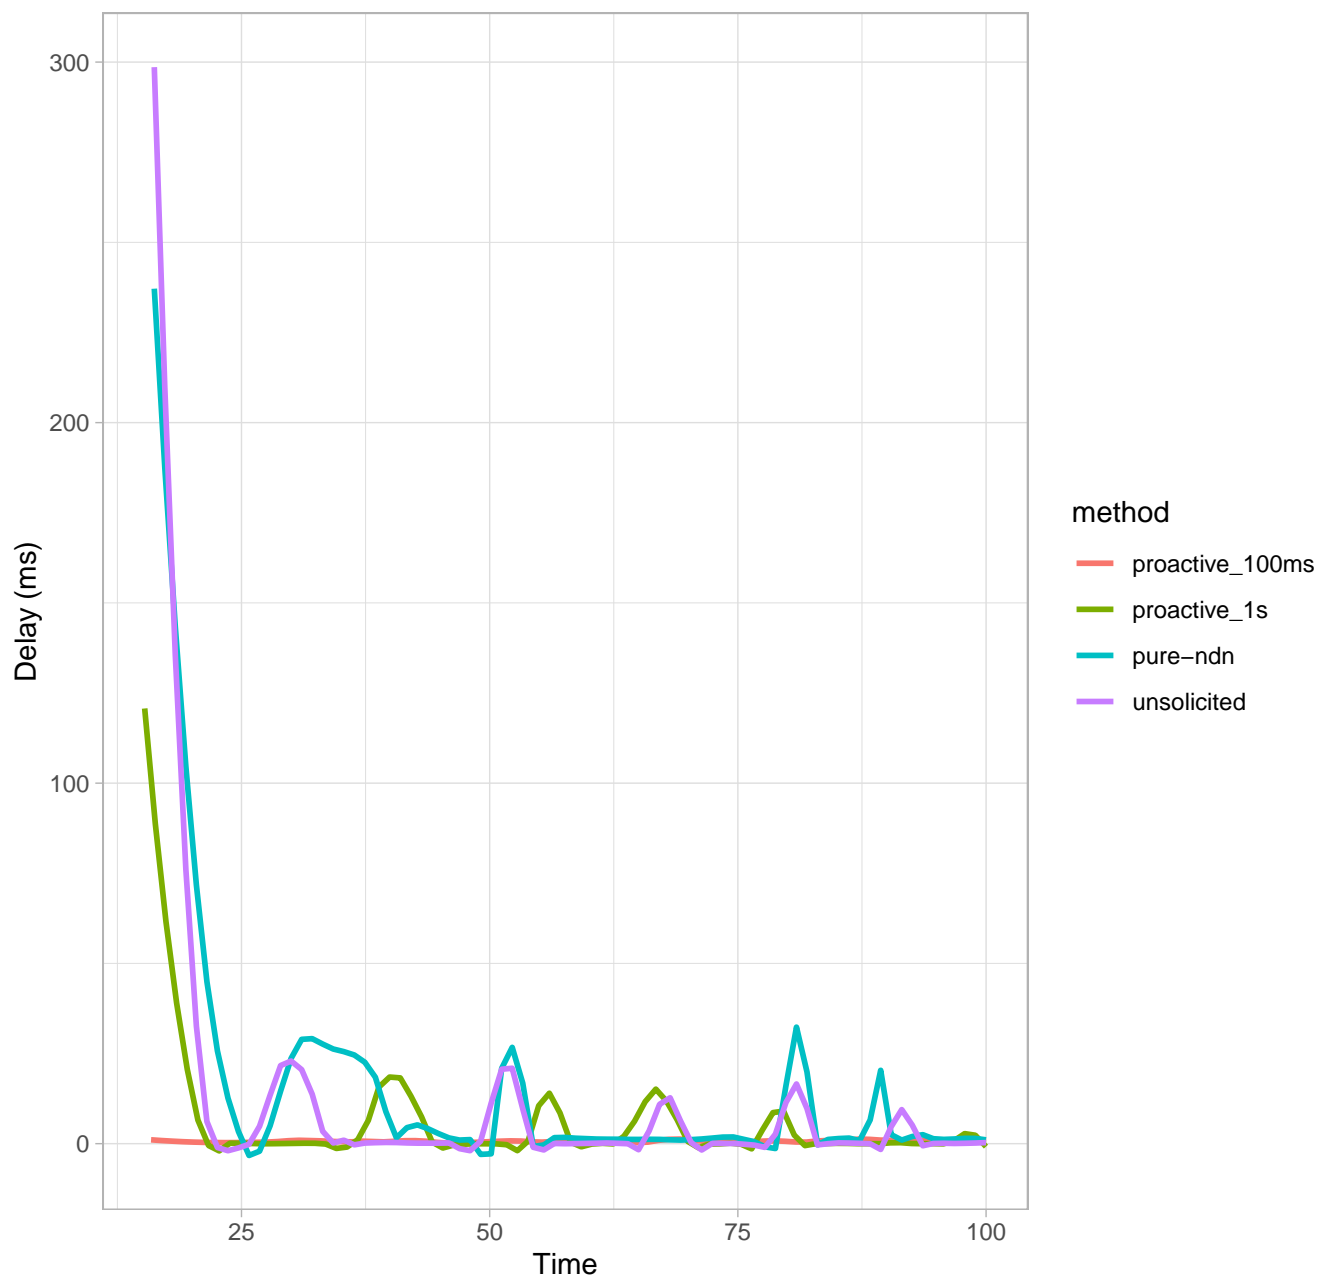 300
200
100
0
Delay (ms)
25
50
75
100
Time
method
proactive_100ms
proactive_1s
pure−ndn
unsolicited